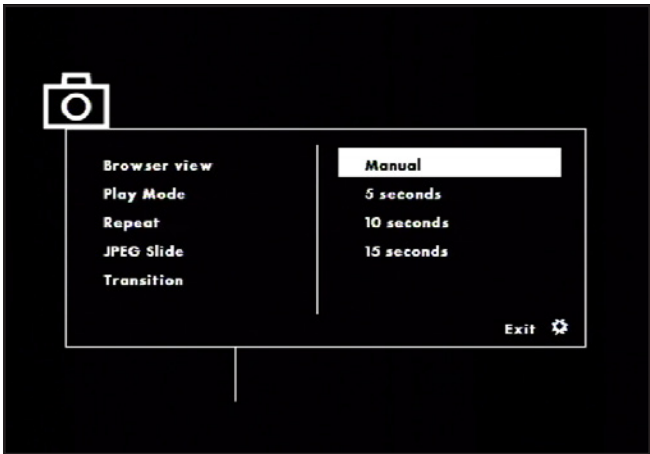 Browser view
Play Mode
Repeat
JPEG Slide
Transition
Manual
5 seconds
10 seconds
15 seconds
Exit